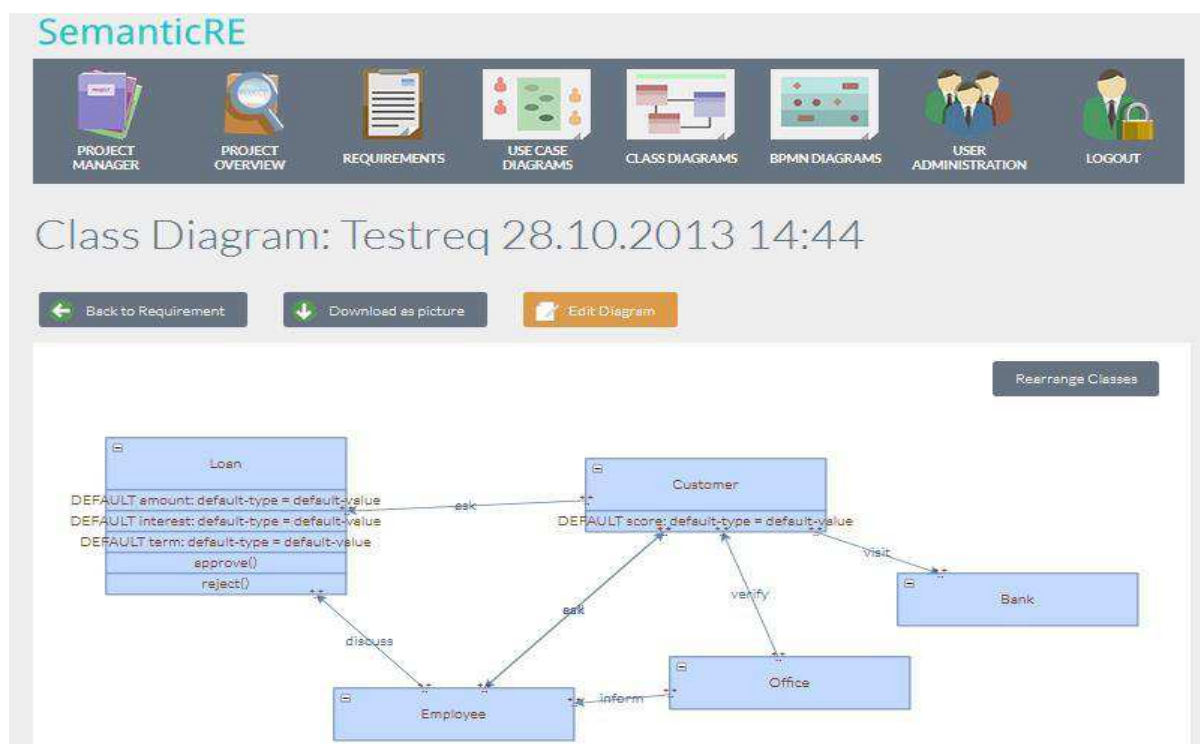 SemanticRE
PROJECT MANAGER
PROJECT OVERVIEW
REQUIREMENTS
USE CASE DIAGRAMS
CLASS DIAGRAMS
BPMN DIAGRAMS
USER ADMINISTRATION
LOGOUT
Class Diagram: Testreq 28.10.2013 14:44
Back to Requirement
Download as picture
Edit Diagram
Rearrange Classes
Loan
DEFAULT amount: default-type = default-value
DEFAULT interest: default-type = default-value
DEFAULT term: default-type = default-value
approve()
reject()
ask
Customer
DEFAULT score: default-type = default-value
visit
Bank
verify
ask
discuss
Office
inform
Employee